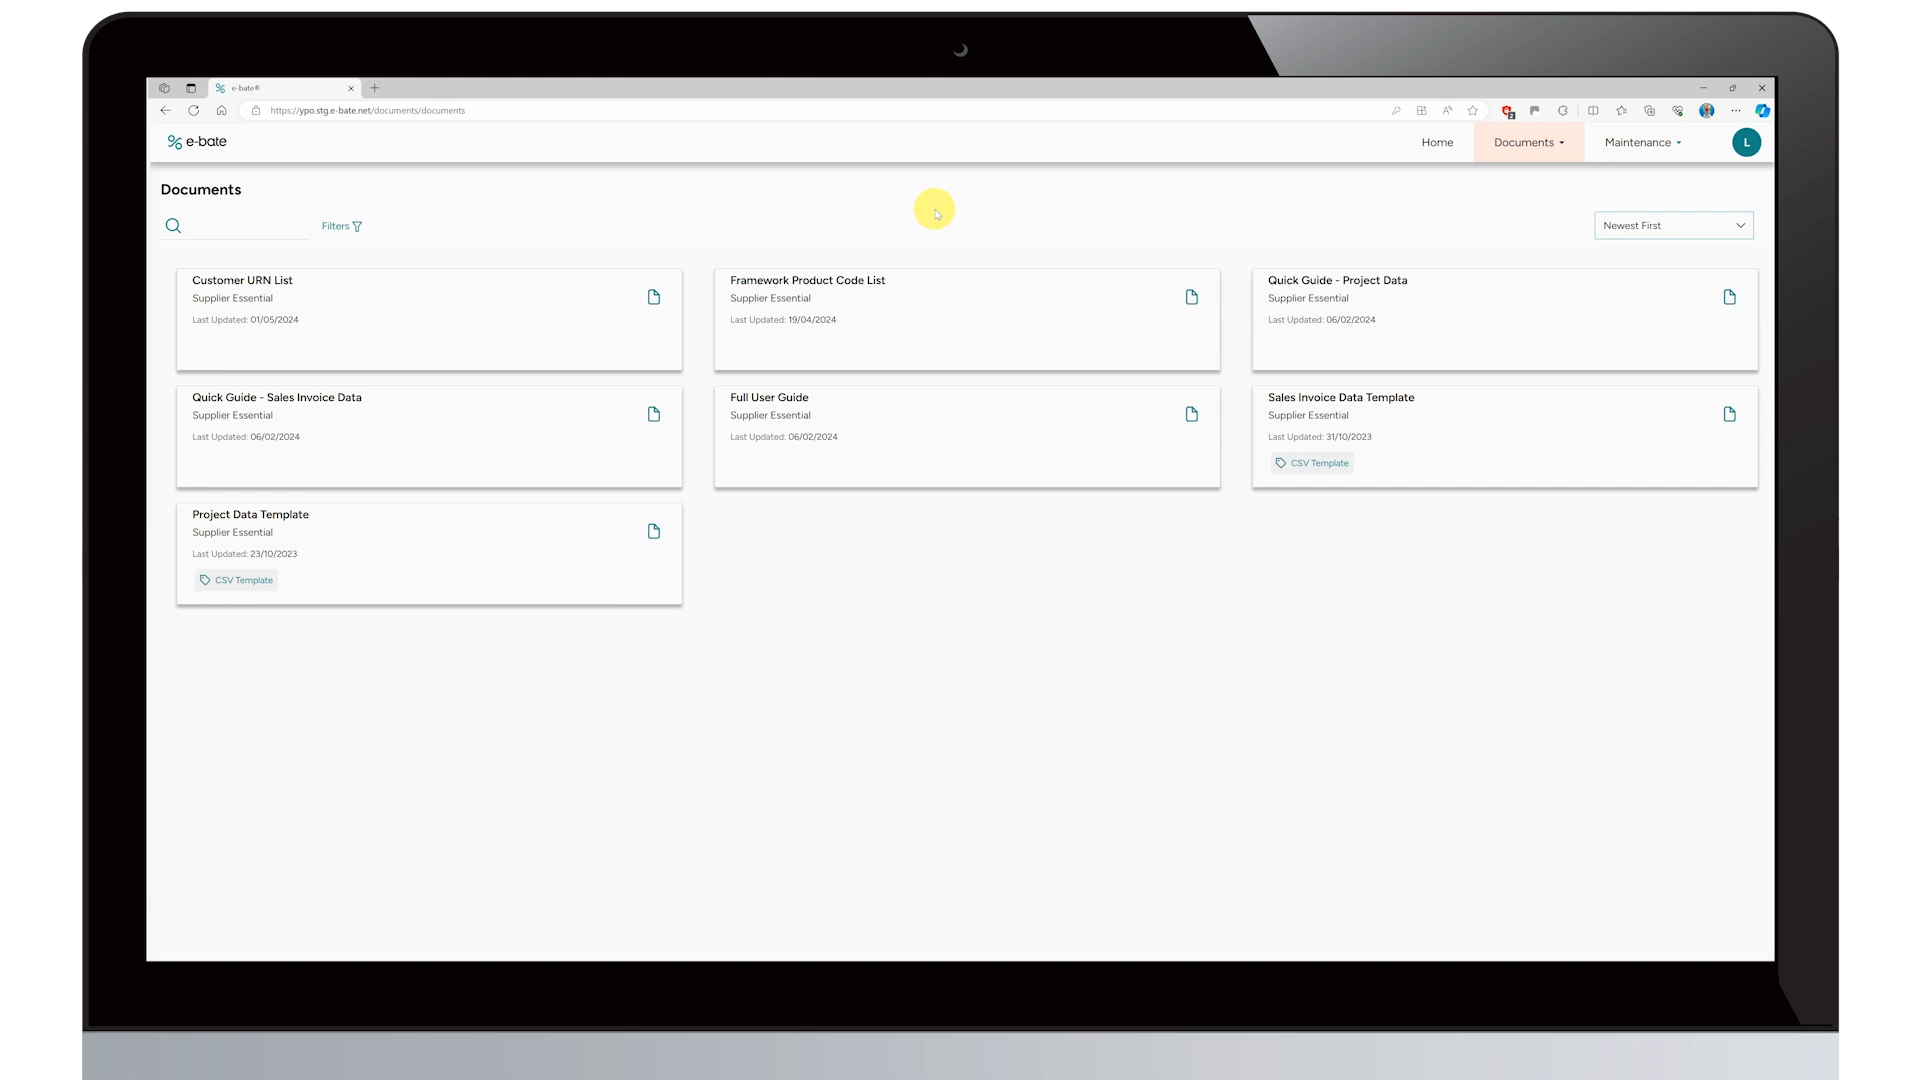 e-bate®
https://ypo.stg.e-bate.net/documents/documents
2
e-bate
Home
Documents
Maintenance
L
Documents
Filters
Newest First
Customer URN List
Supplier Essential
Last Updated: 01/05/2024
Framework Product Code List
Supplier Essential
Last Updated: 19/04/2024
Quick Guide - Project Data
Supplier Essential
Last Updated: 06/02/2024
Quick Guide - Sales Invoice Data
Supplier Essential
Last Updated: 06/02/2024
Full User Guide
Supplier Essential
Last Updated: 06/02/2024
Sales Invoice Data Template
Supplier Essential
Last Updated: 31/10/2023
CSV Template
Project Data Template
Supplier Essential
Last Updated: 23/10/2023
CSV Template